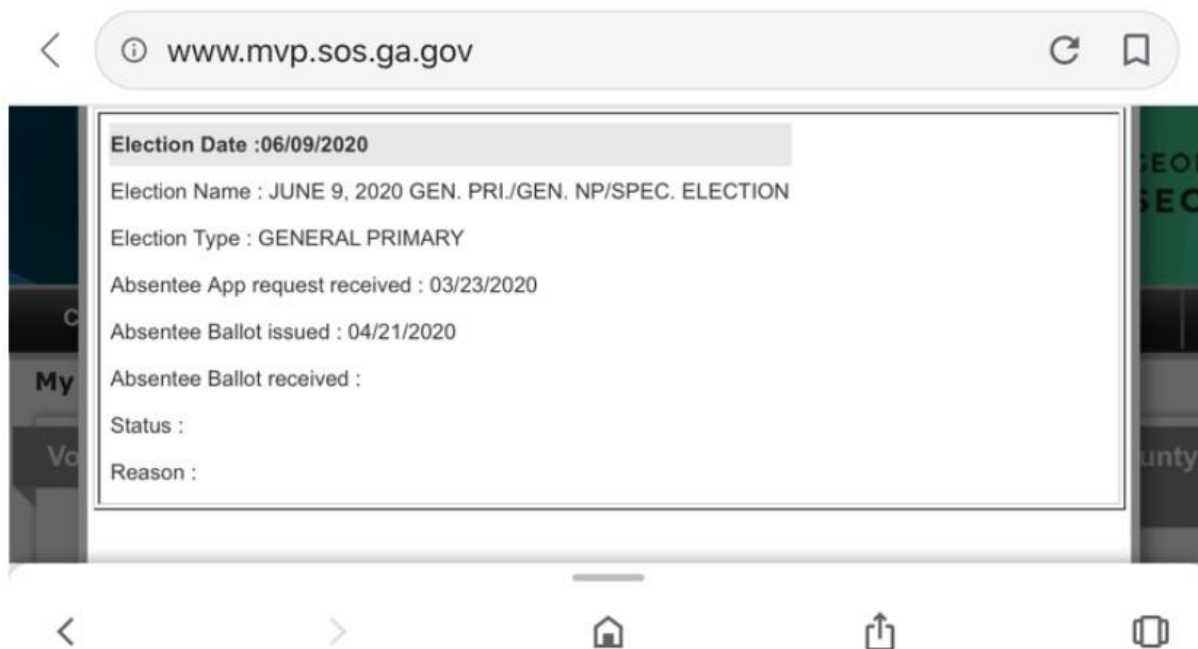 www.mvp.sos.ga.gov
Election Date :06/09/2020
Election Name : JUNE 9, 2020 GEN. PRI./GEN. NP/SPEC. ELECTION
Election Type : GENERAL PRIMARY
Absentee App request received : 03/23/2020
Absentee Ballot issued : 04/21/2020
Absentee Ballot received :
Status :
Reason :
My